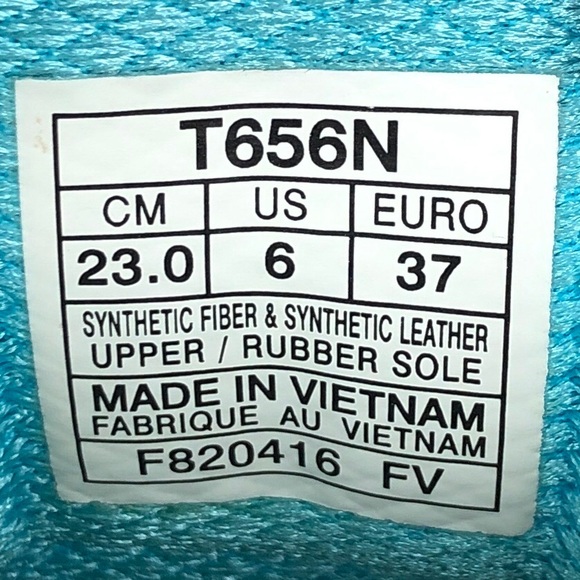 T656N
CM US EURO
23.0 6 37
SYNTHETIC FIBER & SYNTHETIC LEATHER
UPPER / RUBBER SOLE
MADE IN VIETNAM
FABRIQUE AU VIETNAM
F820416 FV